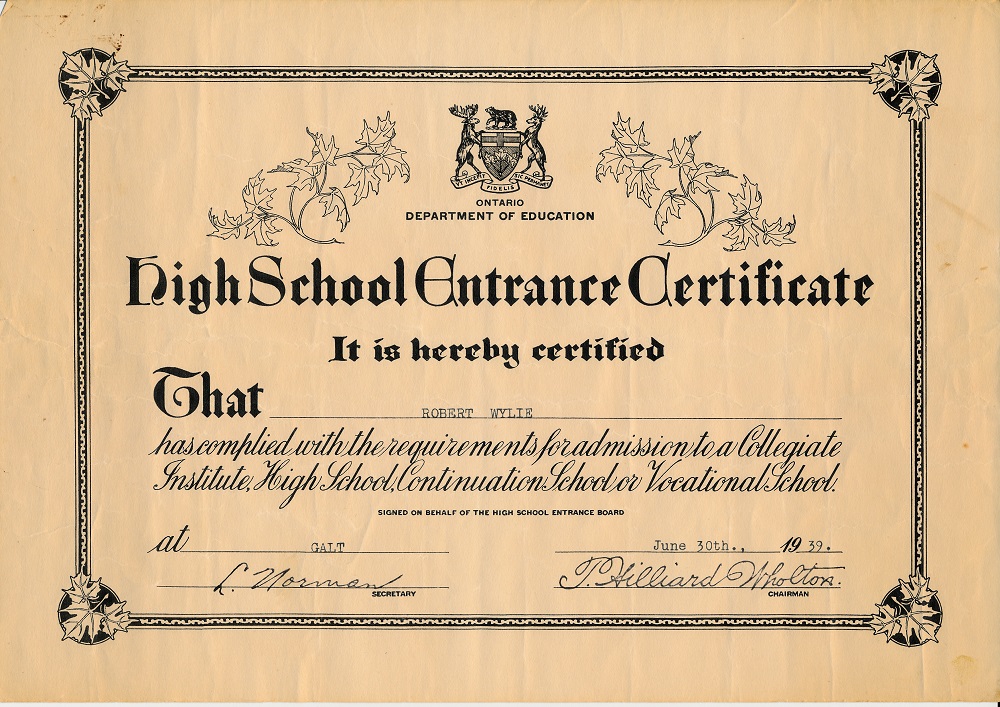 UT INCEPIT FIDELIS SIC PERMANET
ONTARIO
DEPARTMENT OF EDUCATION
High School Entrance Certificate
It is hereby certified
That ROBERT WYLIE
has complied with the requirements for admission to a Collegiate
Institute, High School, Continuation School or Vocational School.
SIGNED ON BEHALF OF THE HIGH SCHOOL ENTRANCE BOARD
at GALT June 30th., 1939.
L. Norman
SECRETARY
CHAIRMAN